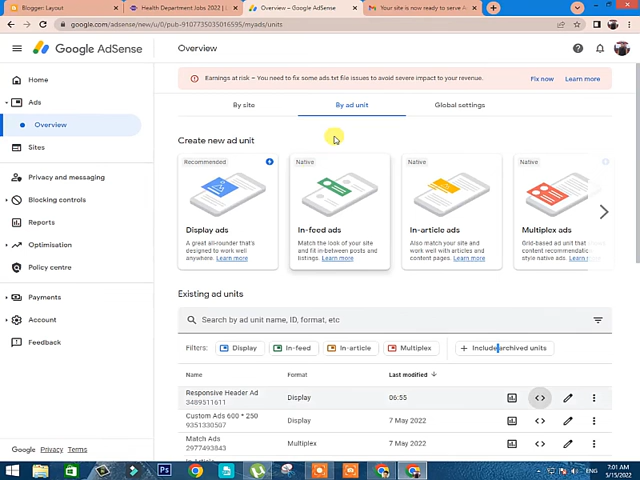 Blogger: Layout
Health Department Jobs 2022 |
Overview – Google AdSense
Your site is now ready to serve A
google.com/adsense/new/u/0/pub-9107735035016595/myads/units
Google AdSense
Overview
Earnings at risk – You need to fix some ads.txt file issues to avoid severe impact to your revenue.
Fix now
Learn more
Home
Ads
Overview
Sites
Privacy and messaging
Blocking controls
Reports
Optimisation
Policy centre
Payments
Account
Feedback
By site
By ad unit
Global settings
Create new ad unit
Recommended
Display ads
A great all-rounder that's
designed to work well
anywhere. Learn more
Native
In-feed ads
Match the look of your site
and fit in-between posts and
listings. Learn more
Native
In-article ads
Also match your site and
work well with articles and
content pages. Learn more
Native
Multiplex ads
Grid-based ad unit that
content recommendatio
style native ads.
Existing ad units
Search by ad unit name, ID, format, etc
Filters:
Display
In-feed
In-article
Multiplex
Include archived units
Name
Format
Last modified
Responsive Header Ad
3489511611
Display
06:55
Custom Ads 600 * 250
9351330507
Display
7 May 2022
Match Ads
2977493843
Multiplex
7 May 2022
Google
Privacy
Terms
ENG
7:01 AM
5/15/2022